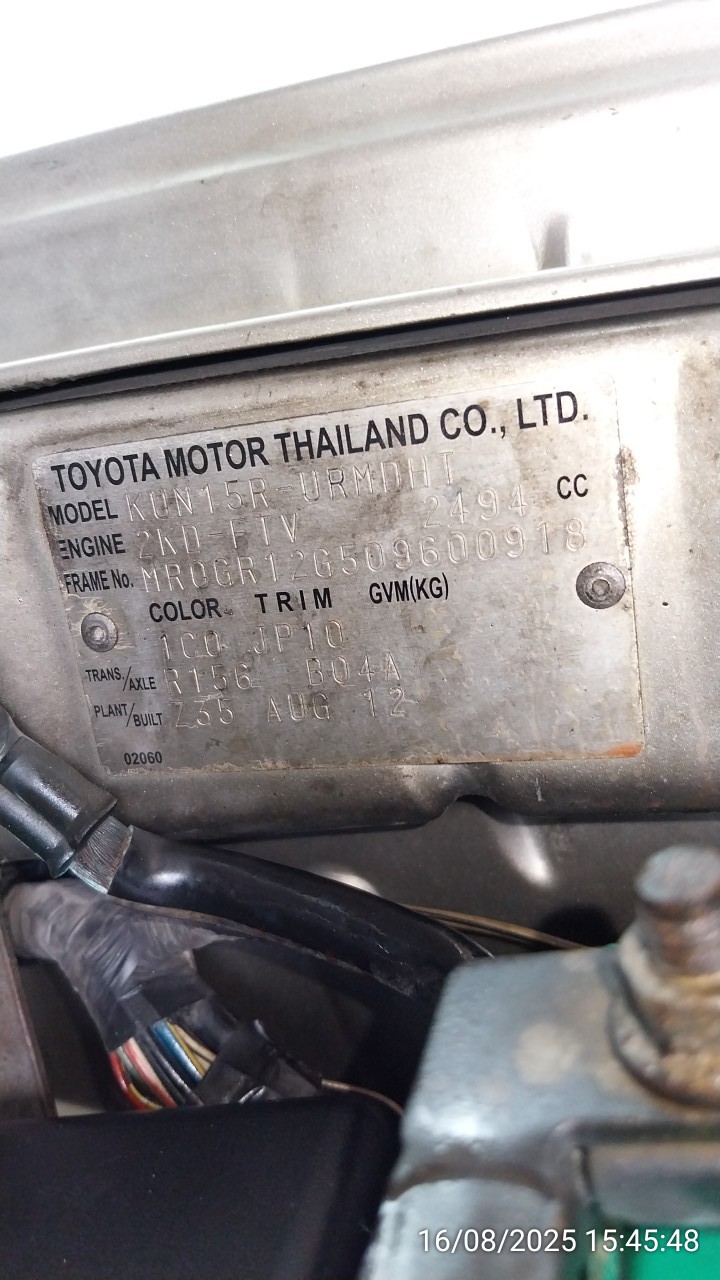 TOYOTA MOTOR THAILAND CO., LTD.
MODEL KUN15R-URMDHT
ENGINE 2KD-FTV 2494 CC
FRAME No. MR0GR12G509600918
COLOR TRIM GVM(KG)
1C0 JP10
TRANS./AXLE R156 B04A
PLANT/BUILT Z35 AUG 12
02060
16/08/2025 15:45:48